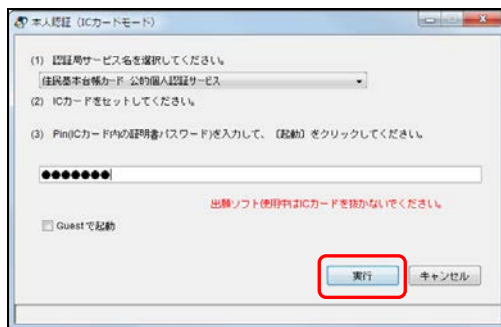 本人認証（ICカードモード）
(1) 認証局サービス名を選択してください。
住民基本台帳カード 公的個人認証サービス
(2) ICカードをセットしてください。
(3) Pin(ICカード内の証明書パスワード)を入力して、〔起動〕をクリックしてください。
●●●●●●●
出願ソフト使用中はICカードを抜かないでください。
Guestで起動
実行
キャンセル